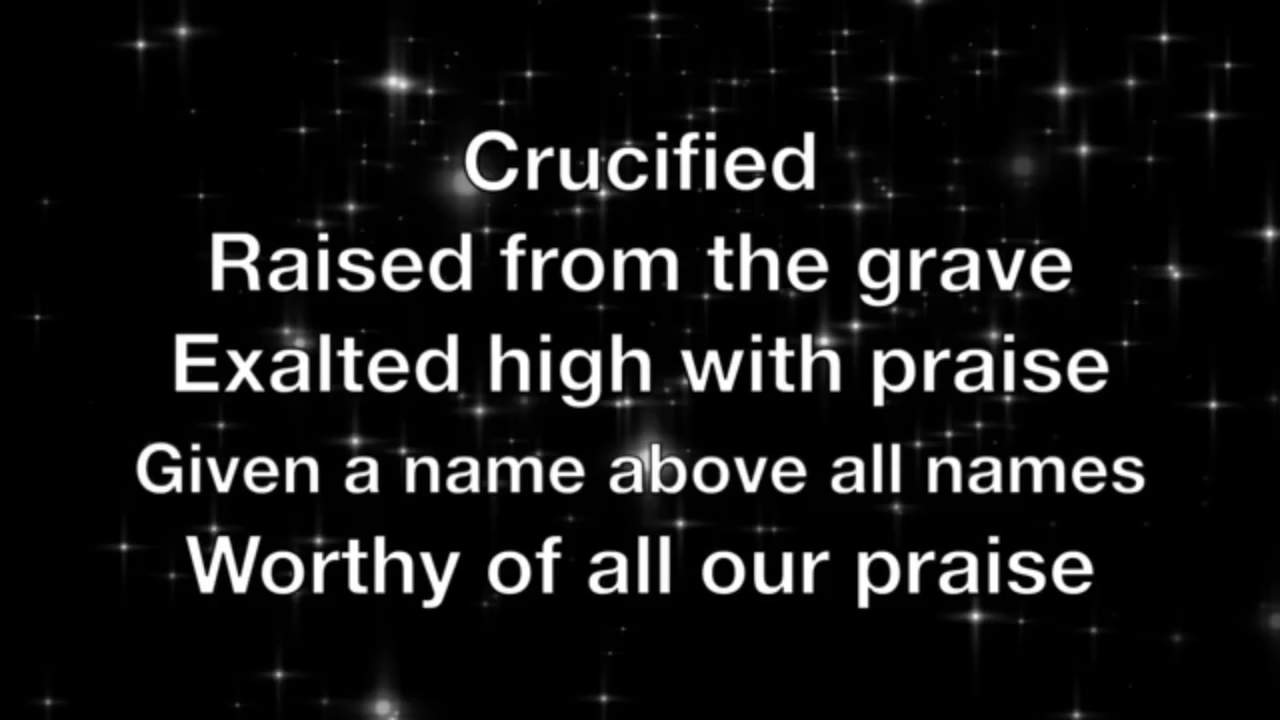 Crucified
Raised from the grave
Exalted high with praise
Given a name above all names
Worthy of all our praise